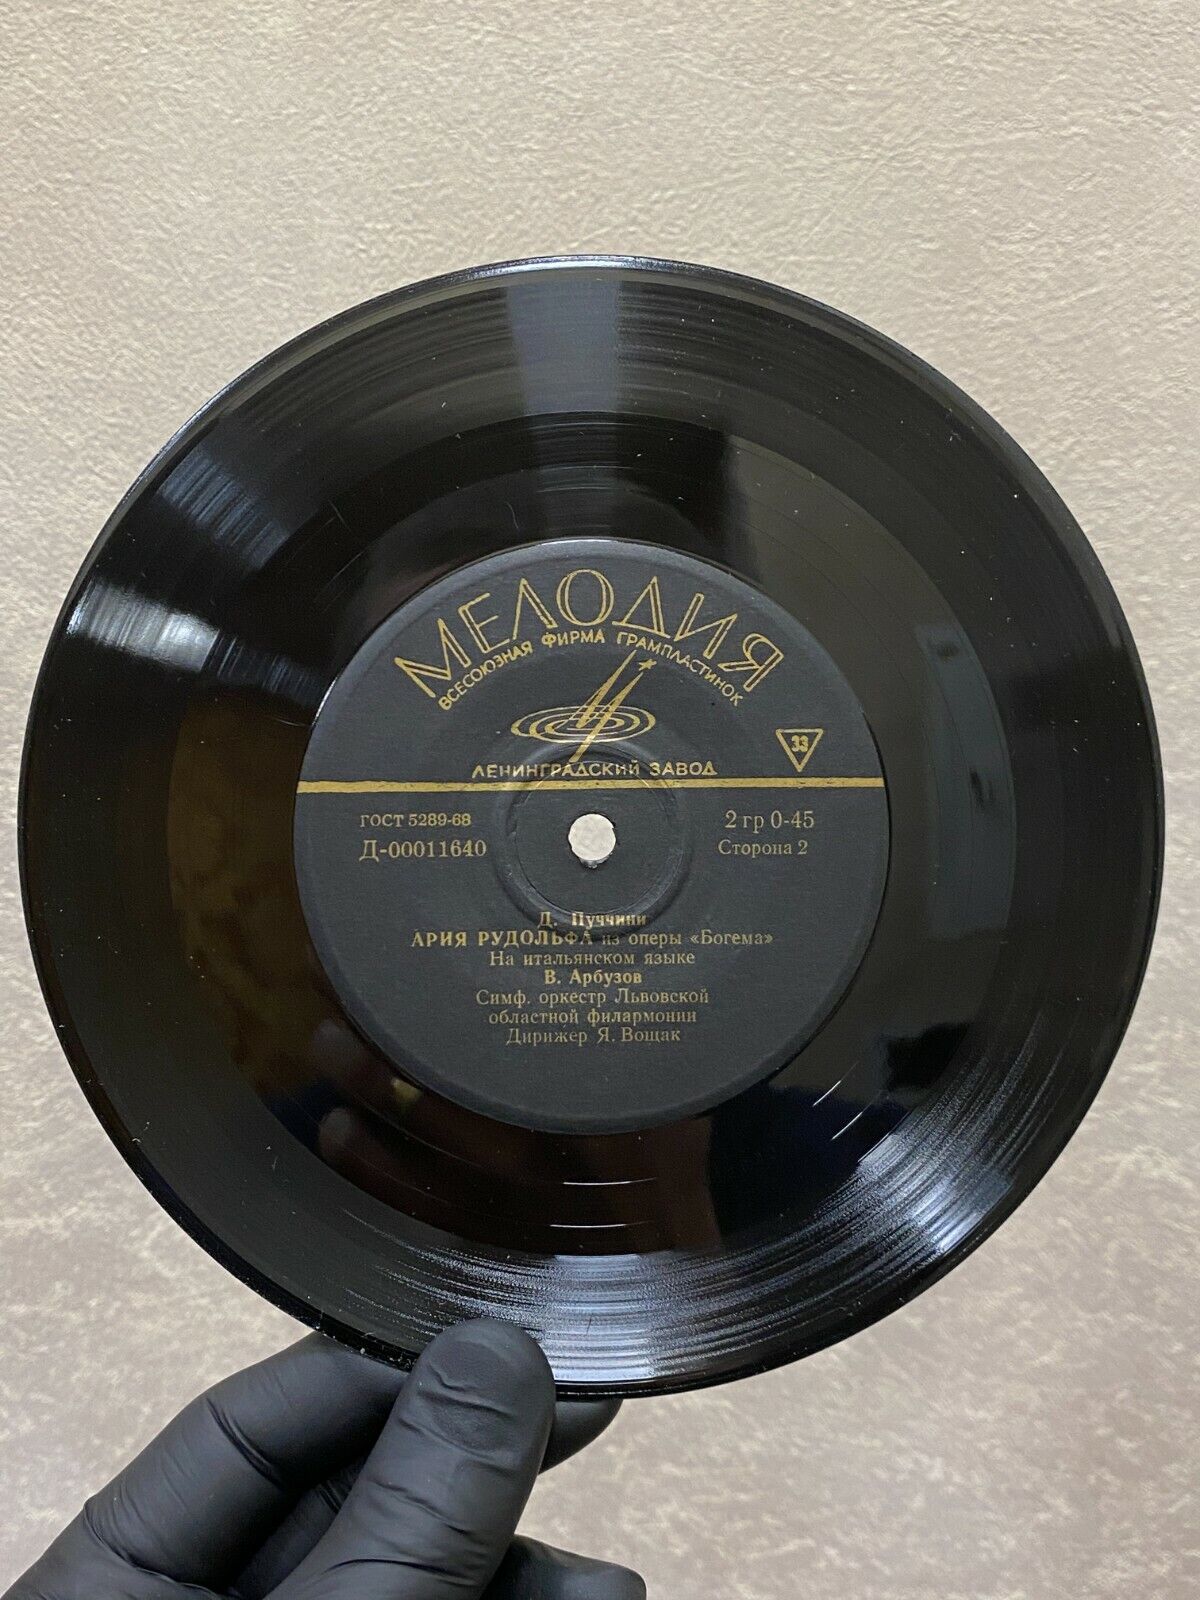 МЕЛОДИЯ
ВСЕСОЮЗНАЯ ФИРМА ГРАМПЛАСТИНОК
33
ЛЕНИНГРАДСКИЙ ЗАВОД
ГОСТ 5289-68
2 гр 0-45
Д-00011640
Сторона 2
Д. Пуччини
АРИЯ РУДОЛЬФА из оперы «Богема»
На итальянском языке
В. Арбузов
Симф. оркестр Львовской
областной филармонии
Дирижер Я. Вощак